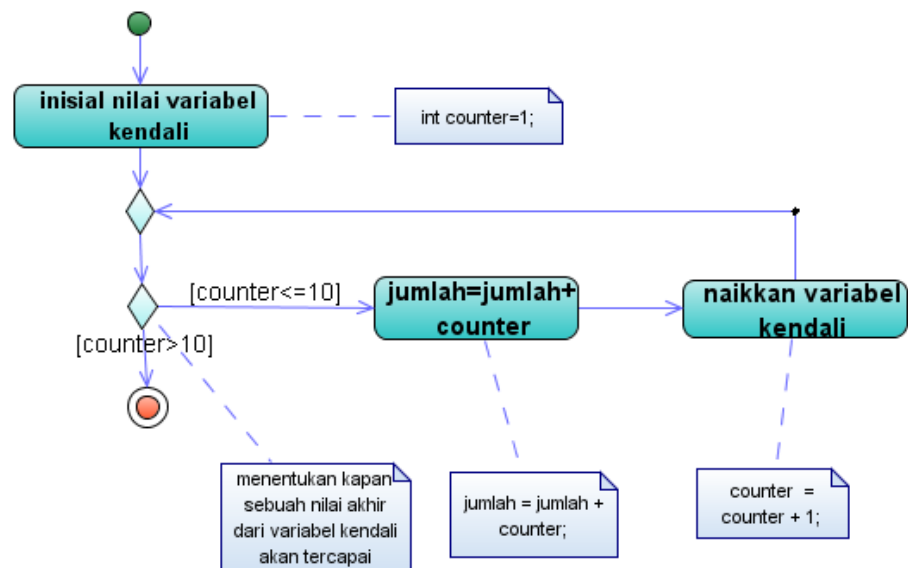 inisial nilai variabel
kendali
int counter=1;
[counter<=10]
jumlah=jumlah+
counter
naikkan variabel
kendali
[counter>10]
menentukan kapan
sebuah nilai akhir
dari variabel kendali
akan tercapai
jumlah = jumlah +
counter;
counter =
counter + 1;